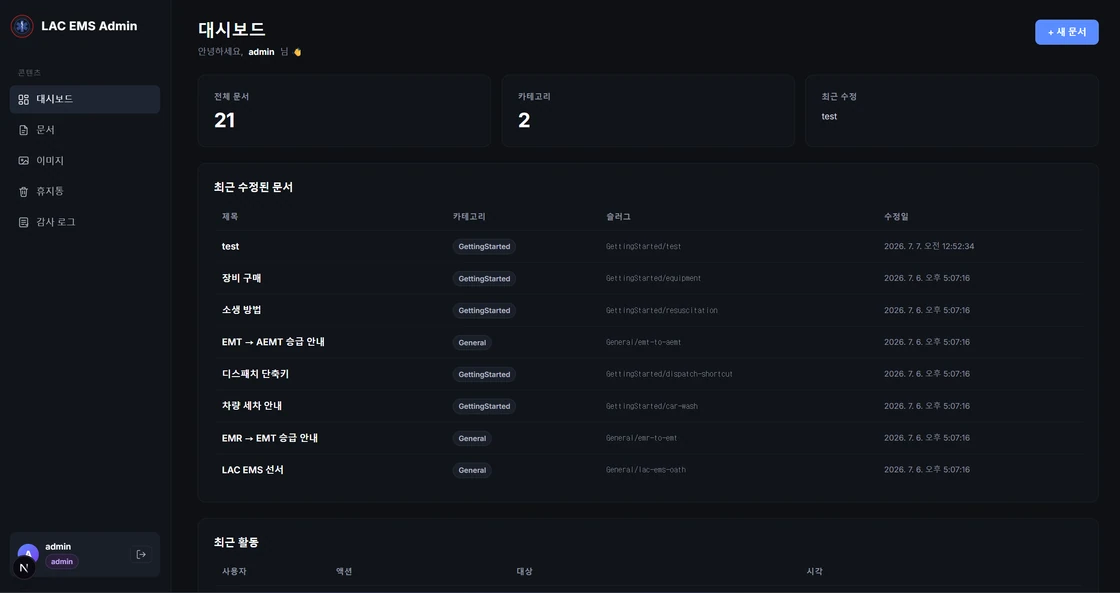 LAC EMS Admin
콘텐츠
대시보드
문서
이미지
휴지통
감사 로그
A
N
admin
admin
대시보드
안녕하세요, admin 님 👋
+ 새 문서
전체 문서
21
카테고리
2
최근 수정
test
최근 수정된 문서
제목 카테고리 슬러그 수정일
test GettingStarted GettingStarted/test 2026. 7. 7. 오전 12:52:34
장비 구매 GettingStarted GettingStarted/equipment 2026. 7. 6. 오후 5:07:16
소생 방법 GettingStarted GettingStarted/resuscitation 2026. 7. 6. 오후 5:07:16
EMT → AEMT 승급 안내 General General/emt-to-aemt 2026. 7. 6. 오후 5:07:16
디스패치 단축키 GettingStarted GettingStarted/dispatch-shortcut 2026. 7. 6. 오후 5:07:16
차량 세차 안내 GettingStarted GettingStarted/car-wash 2026. 7. 6. 오후 5:07:16
EMR → EMT 승급 안내 General General/emr-to-emt 2026. 7. 6. 오후 5:07:16
LAC EMS 선서 General General/lac-ems-oath 2026. 7. 6. 오후 5:07:16
최근 활동
사용자 액션 대상 시각